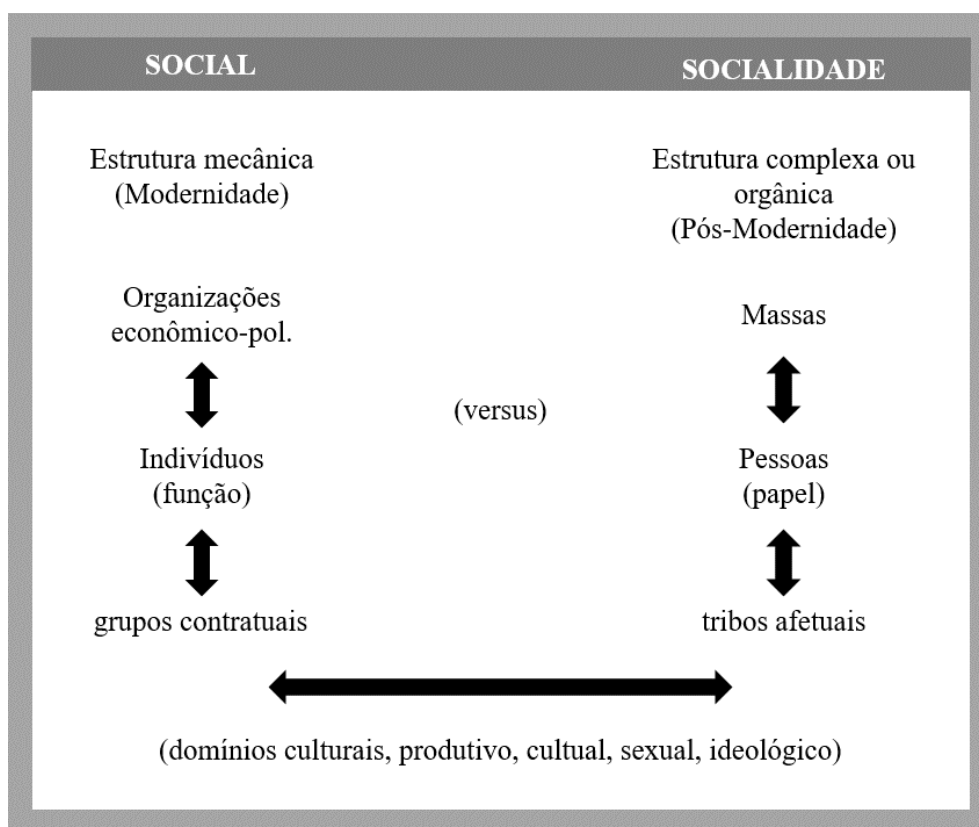 SOCIAL
SOCIALIDADE
Estrutura mecânica
(Modernidade)
Estrutura complexa ou
orgânica
(Pós-Modernidade)
Organizações
econômico-pol.
Massas
(versus)
Indivíduos
(função)
Pessoas
(papel)
grupos contratuais
tribos afetuais
(domínios culturais, produtivo, cultual, sexual, ideológico)